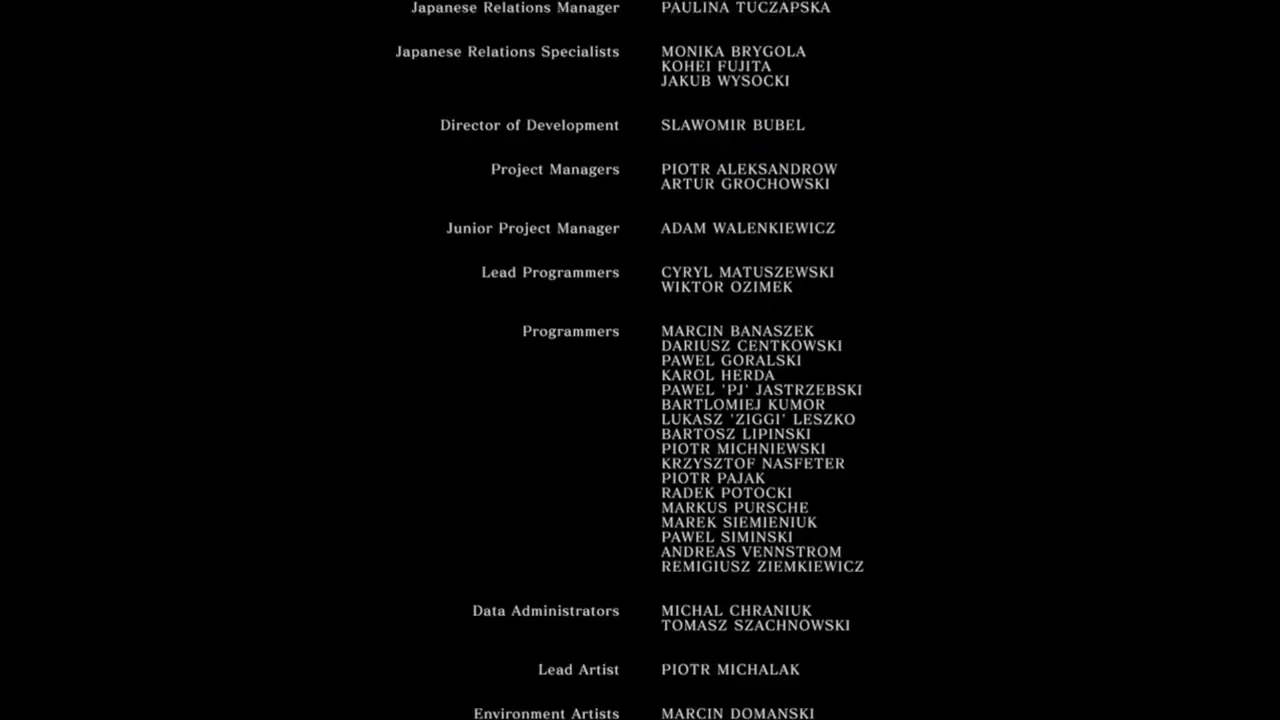 Japanese Relations Manager PAULINA TUCZAPSKA
Japanese Relations Specialists MONIKA BRYGOLA
KOHEI FUJITA
JAKUB WYSOCKI
Director of Development SLAWOMIR BUBEL
Project Managers PIOTR ALEKSANDROW
ARTUR GROCHOWSKI
Junior Project Manager ADAM WALENKIEWICZ
Lead Programmers CYRYL MATUSZEWSKI
WIKTOR OZIMEK
Programmers MARCIN BANASZEK
DARIUSZ CENTKOWSKI
PAWEL GORALSKI
KAROL HERDA
PAWEL 'PJ' JASTRZEBSKI
BARTLOMIEJ KUMOR
LUKASZ 'ZIGGI' LESZKO
BARTOSZ LIPINSKI
PIOTR MICHNIEWSKI
KRZYSZTOF NASFETER
PIOTR PAJAK
RADEK POTOCKI
MARKUS PURSCHE
MAREK SIEMIENIUK
PAWEL SIMINSKI
ANDREAS VENNSTROM
REMIGIUSZ ZIEMKIEWICZ
Data Administrators MICHAL CHRANIUK
TOMASZ SZACHNOWSKI
Lead Artist PIOTR MICHALAK
Environment Artists MARCIN DOMANSKI